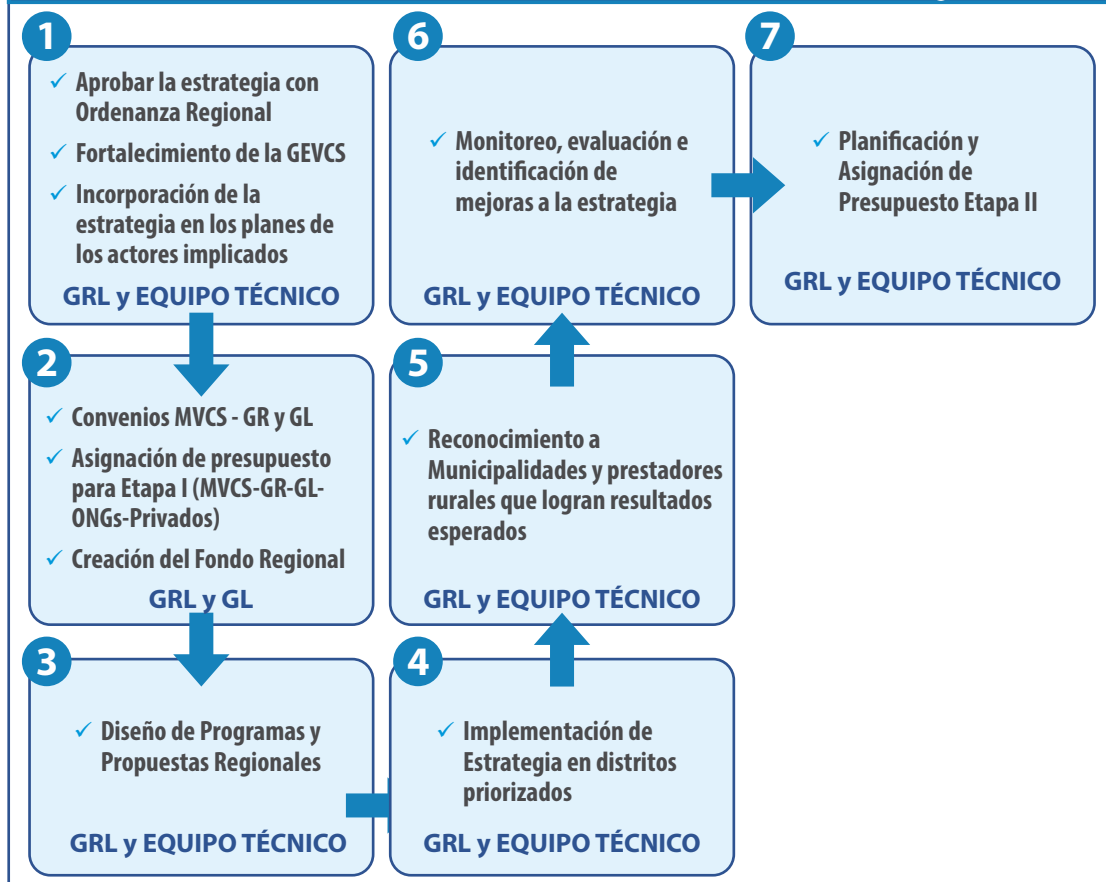 1
✓ Aprobar la estrategia con
Ordenanza Regional
✓ Fortalecimiento de la GEVCS
✓ Incorporación de la
estrategia en los planes de
los actores implicados
GRL y EQUIPO TÉCNICO
2
✓ Convenios MVCS - GR y GL
✓ Asignación de presupuesto
para Etapa I (MVCS-GR-GL-
ONGs-Privados)
✓ Creación del Fondo Regional
GRL y GL
3
✓ Diseño de Programas y
Propuestas Regionales
GRL y EQUIPO TÉCNICO
4
✓ Implementación de
Estrategia en distritos
priorizados
GRL y EQUIPO TÉCNICO
5
✓ Reconocimiento a
Municipalidades y prestadores
rurales que logran resultados
esperados
GRL y EQUIPO TÉCNICO
6
✓ Monitoreo, evaluación e
identificación de
mejoras a la estrategia
GRL y EQUIPO TÉCNICO
7
✓ Planificación y
Asignación de
Presupuesto Etapa II
GRL y EQUIPO TÉCNICO